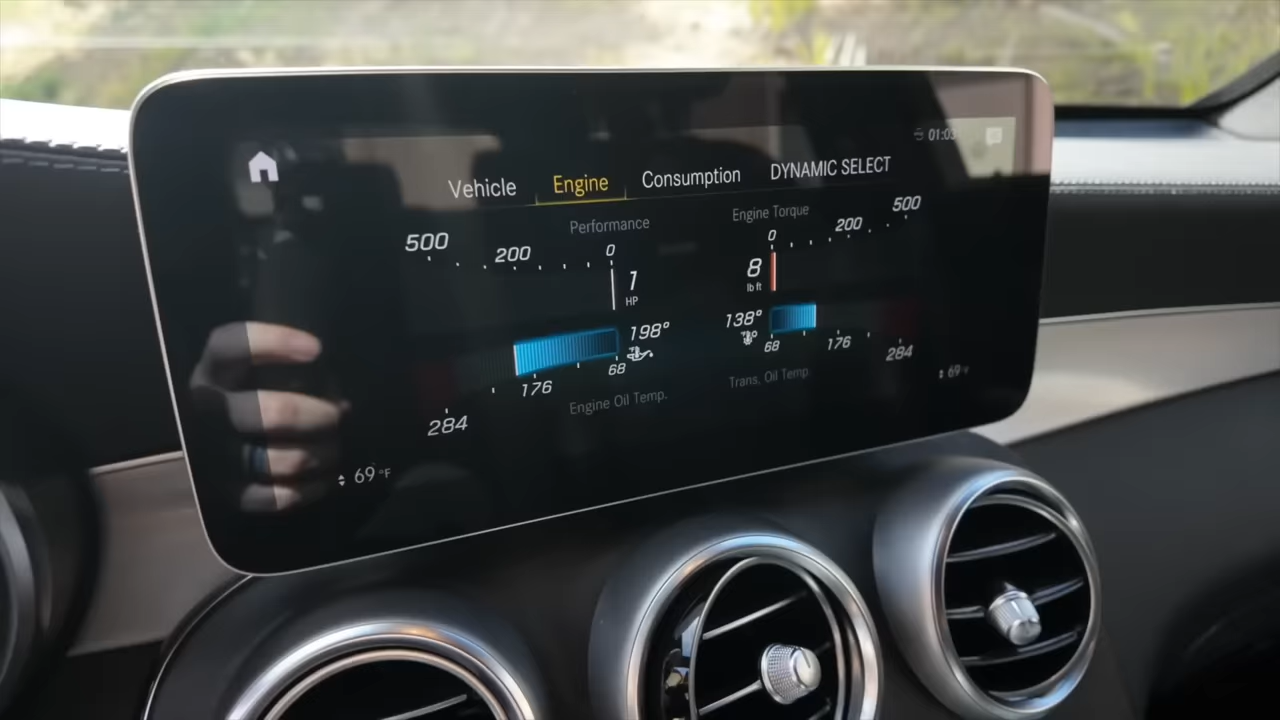 01:03
Vehicle Engine Consumption DYNAMIC SELECT
Performance Engine Torque
500 200 0 0 200 500
1 HP 8 lb ft
198° 138°
284 176 68 68 176 284
Engine Oil Temp. Trans. Oil Temp.
69°F 69°F